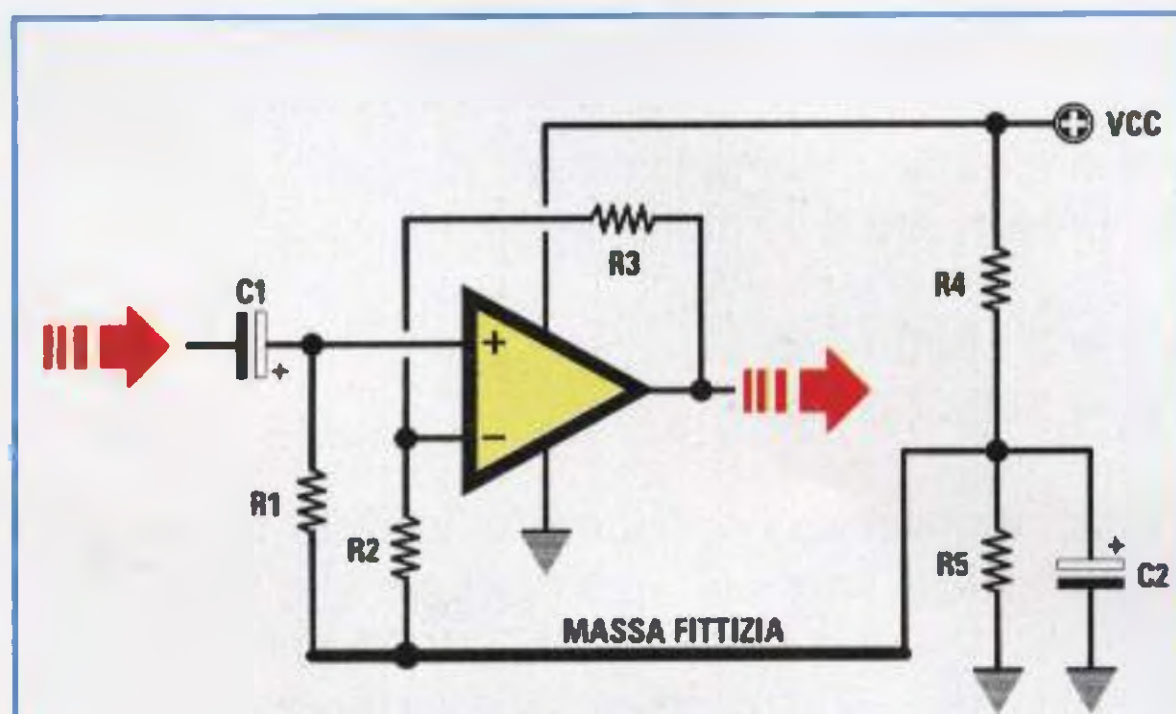 VCC
R3
C1
R4
+
+
−
R1
R2
R5
+
C2
MASSA FITTIZIA